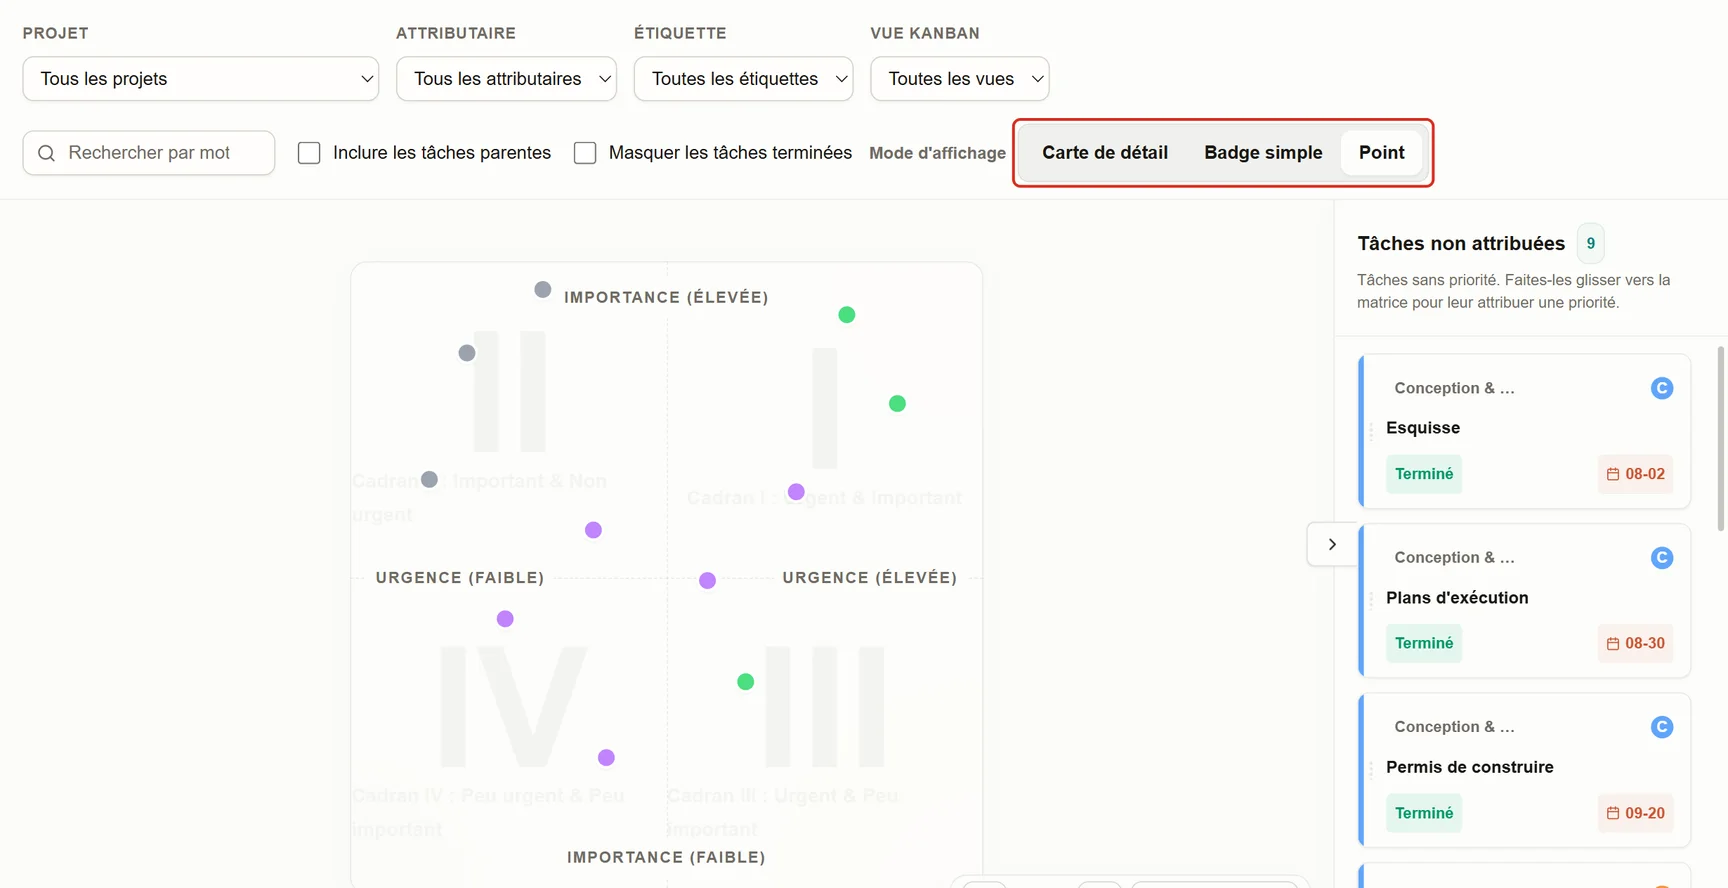 PROJET
ATTRIBUTAIRE
ÉTIQUETTE
VUE KANBAN
Tous les projets
Tous les attributaires
Toutes les étiquettes
Toutes les vues
Rechercher par mot
Inclure les tâches parentes
Masquer les tâches terminées
Mode d'affichage
Carte de détail
Badge simple
Point
IMPORTANCE (ÉLEVÉE)
II
I
Cadran : Important & Non
urgent
Cadran I : Urgent & Important
URGENCE (FAIBLE)
URGENCE (ÉLEVÉE)
IV
III
Cadran IV : Peu urgent & Peu
important
Cadran III : Urgent & Peu
important
IMPORTANCE (FAIBLE)
Tâches non attribuées 9
Tâches sans priorité. Faites-les glisser vers la
matrice pour leur attribuer une priorité.
Conception & ...
C
Esquisse
Terminé
08-02
Conception & ...
C
Plans d'exécution
Terminé
08-30
Conception & ...
C
Permis de construire
Terminé
09-20